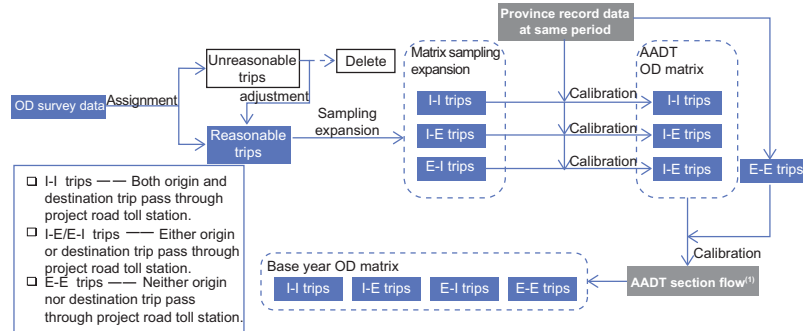 Province record data
at same period
Unreasonable
trips
Delete
Matrix sampling
expansion
AADT
OD matrix
OD survey data
Assignment
adjustment
Reasonable
trips
Sampling
expansion
I-I trips
Calibration
I-I trips
I-E trips
Calibration
I-E trips
E-I trips
Calibration
I-E trips
E-E trips
❑ I-I trips —— Both origin and
destination trip pass through
project road toll station.
❑ I-E/E-I trips —— Either origin
or destination trip pass through
project road toll station.
❑ E-E trips —— Neither origin
nor destination trip pass
through project road toll station.
Calibration
Base year OD matrix
I-I trips
I-E trips
E-I trips
E-E trips
AADT section flow(1)